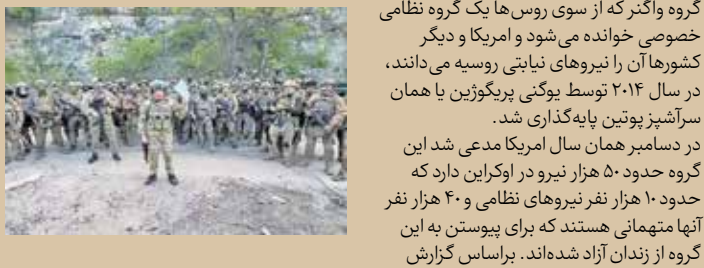 گروه واگنر که از سوی روس‌ها یک گروه نظامی
خصوصی خوانده می‌شود و امریکا و دیگر
کشورها آن را نیروهای نیابتی روسیه می‌دانند،
در سال ۲۰۱۴ توسط یوگنی پریگوژین یا همان
سرآشپز پوتین پایه‌گذاری شد.
در دسامبر همان سال امریکا مدعی شد این
گروه حدود ۵۰ هزار نیرو در اوکراین دارد که
حدود ۱۰ هزار نفر نیروهای نظامی و ۴۰ هزار نفر
آنها متهمانی هستند که برای پیوستن به این
گروه از زندان آزاد شده‌اند. براساس گزارش